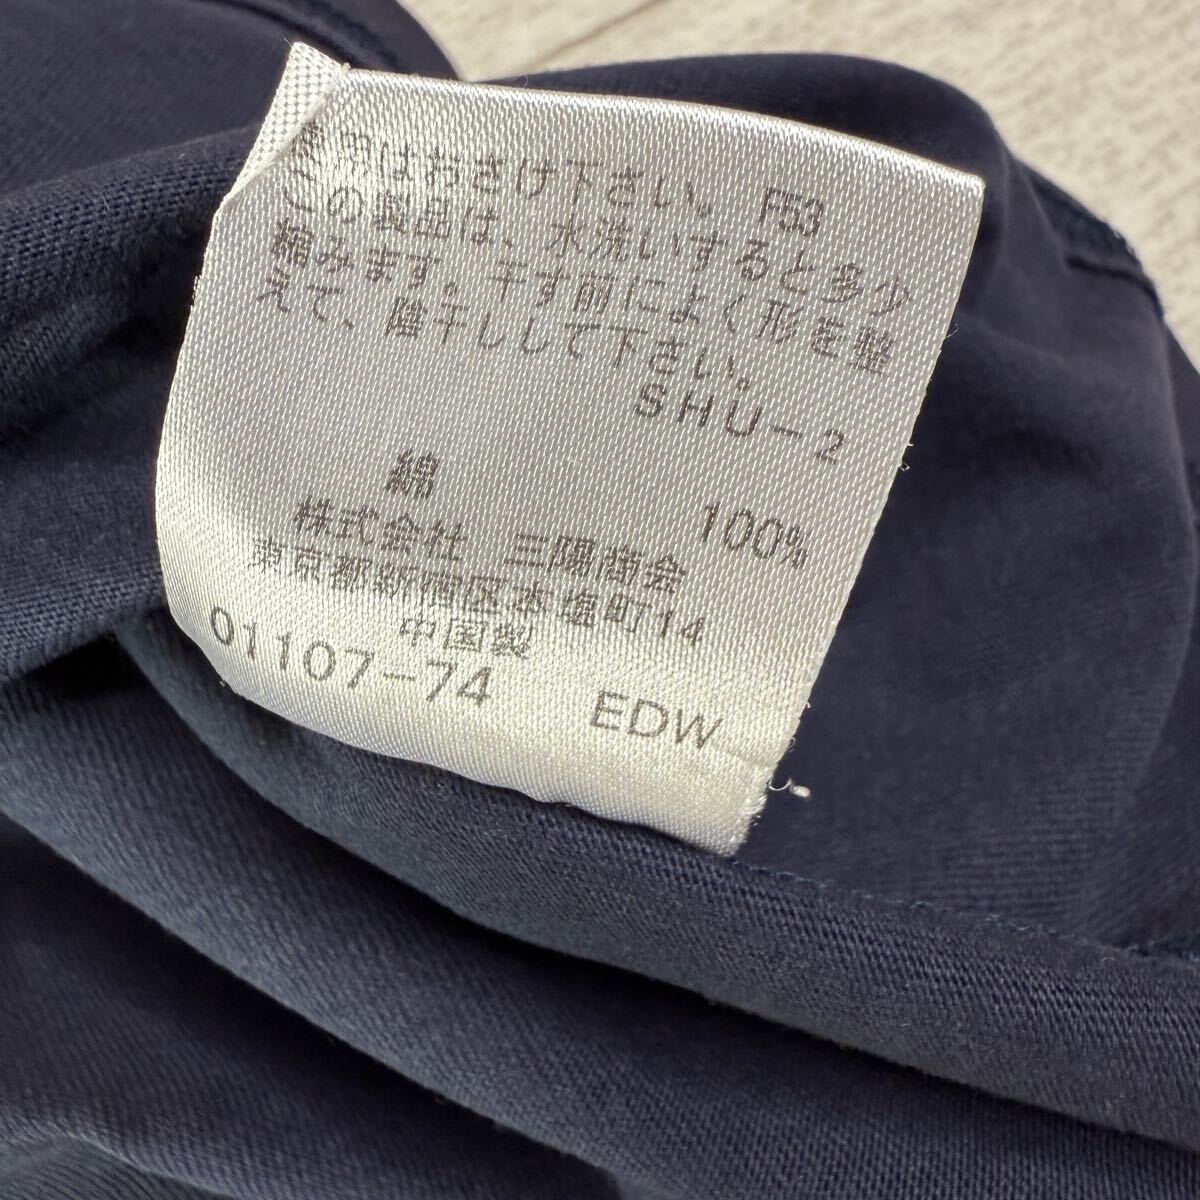 使用はおさけ下さい。 F53
この製品は、水洗いすると多少
縮みます。干す前によく形を整
えて、陰干しして下さい。
SHU-2
綿 100%
株式会社 三陽商会
東京都新宿区本塩町14
中国製
01107-74 EDW